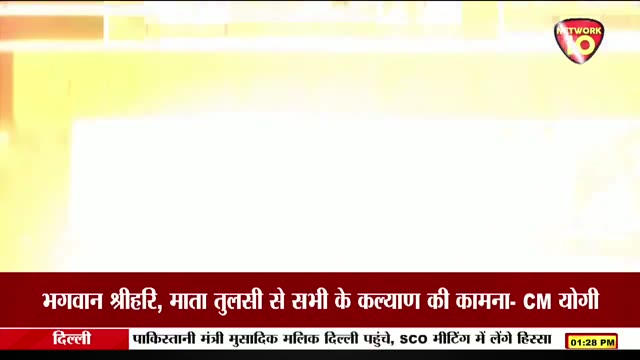 NETWORK
10
भगवान श्रीहरि, माता तुलसी से सभी के कल्याण की कामना- CM योगी
दिल्ली पाकिस्तानी मंत्री मुसादिक मलिक दिल्ली पहुंचे, SCO मीटिंग में लेंगे हिस्सा 01:28 PM